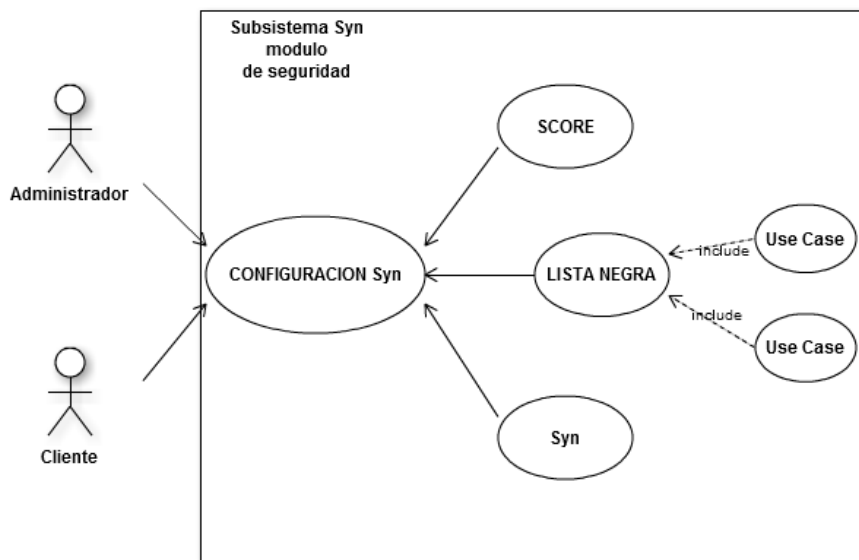 Subsistema Syn
modulo
de seguridad
SCORE
Administrador
Use Case
include
CONFIGURACION Syn
LISTA NEGRA
include
Use Case
Syn
Cliente